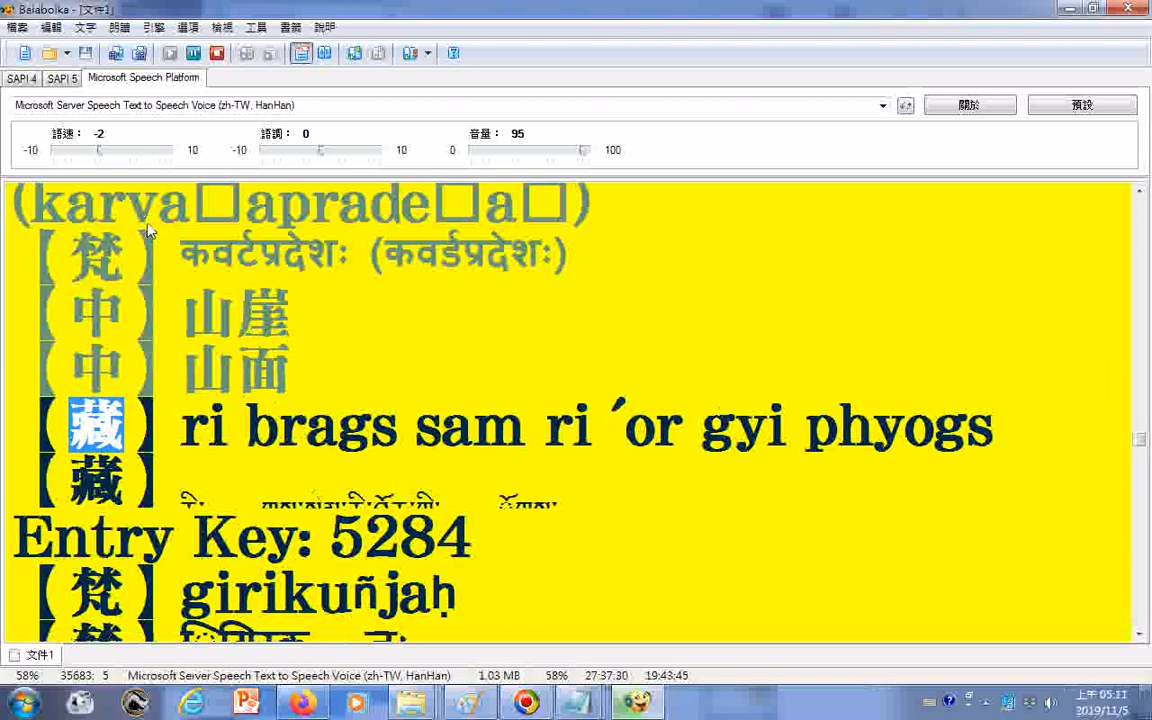 Balabolka - [文件1]
檔案 編輯 文字 朗讀 引擎 選項 檢視 工具 書籤 說明
SAPI 4 SAPI 5 Microsoft Speech Platform
Microsoft Server Speech Text to Speech Voice (zh-TW, HanHan)
關於 預設
語速： -2 語調： 0 音量： 95
-10 10 -10 10 0 100
(karva□aprade□a□)
【梵】 कवर्टप्रदेशः (कवर्डप्रदेशः)
【中】 山崖
【中】 山面
【藏】 ri brags sam ri ´or gyi phyogs
【藏】
Entry Key: 5284
【梵】 girikuñjaḥ
文件1
58% 35683: 5 Microsoft Server Speech Text to Speech Voice (zh-TW, HanHan) 1.03 MB 58% 27:37:30 19:43:45
上午 05:11
2019/11/5